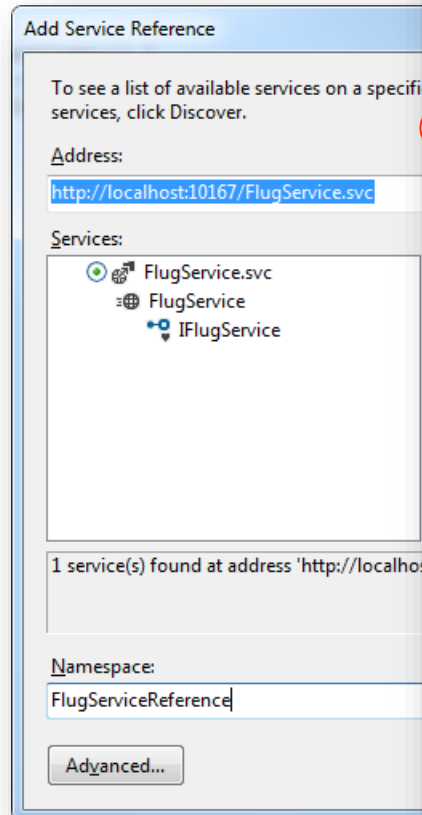 Add Service Reference
To see a list of available services on a specifi
services, click Discover.
Address:
http://localhost:10167/FlugService.svc
Services:
FlugService.svc
FlugService
IFlugService
1 service(s) found at address 'http://localhos
Namespace:
FlugServiceReference
Advanced...